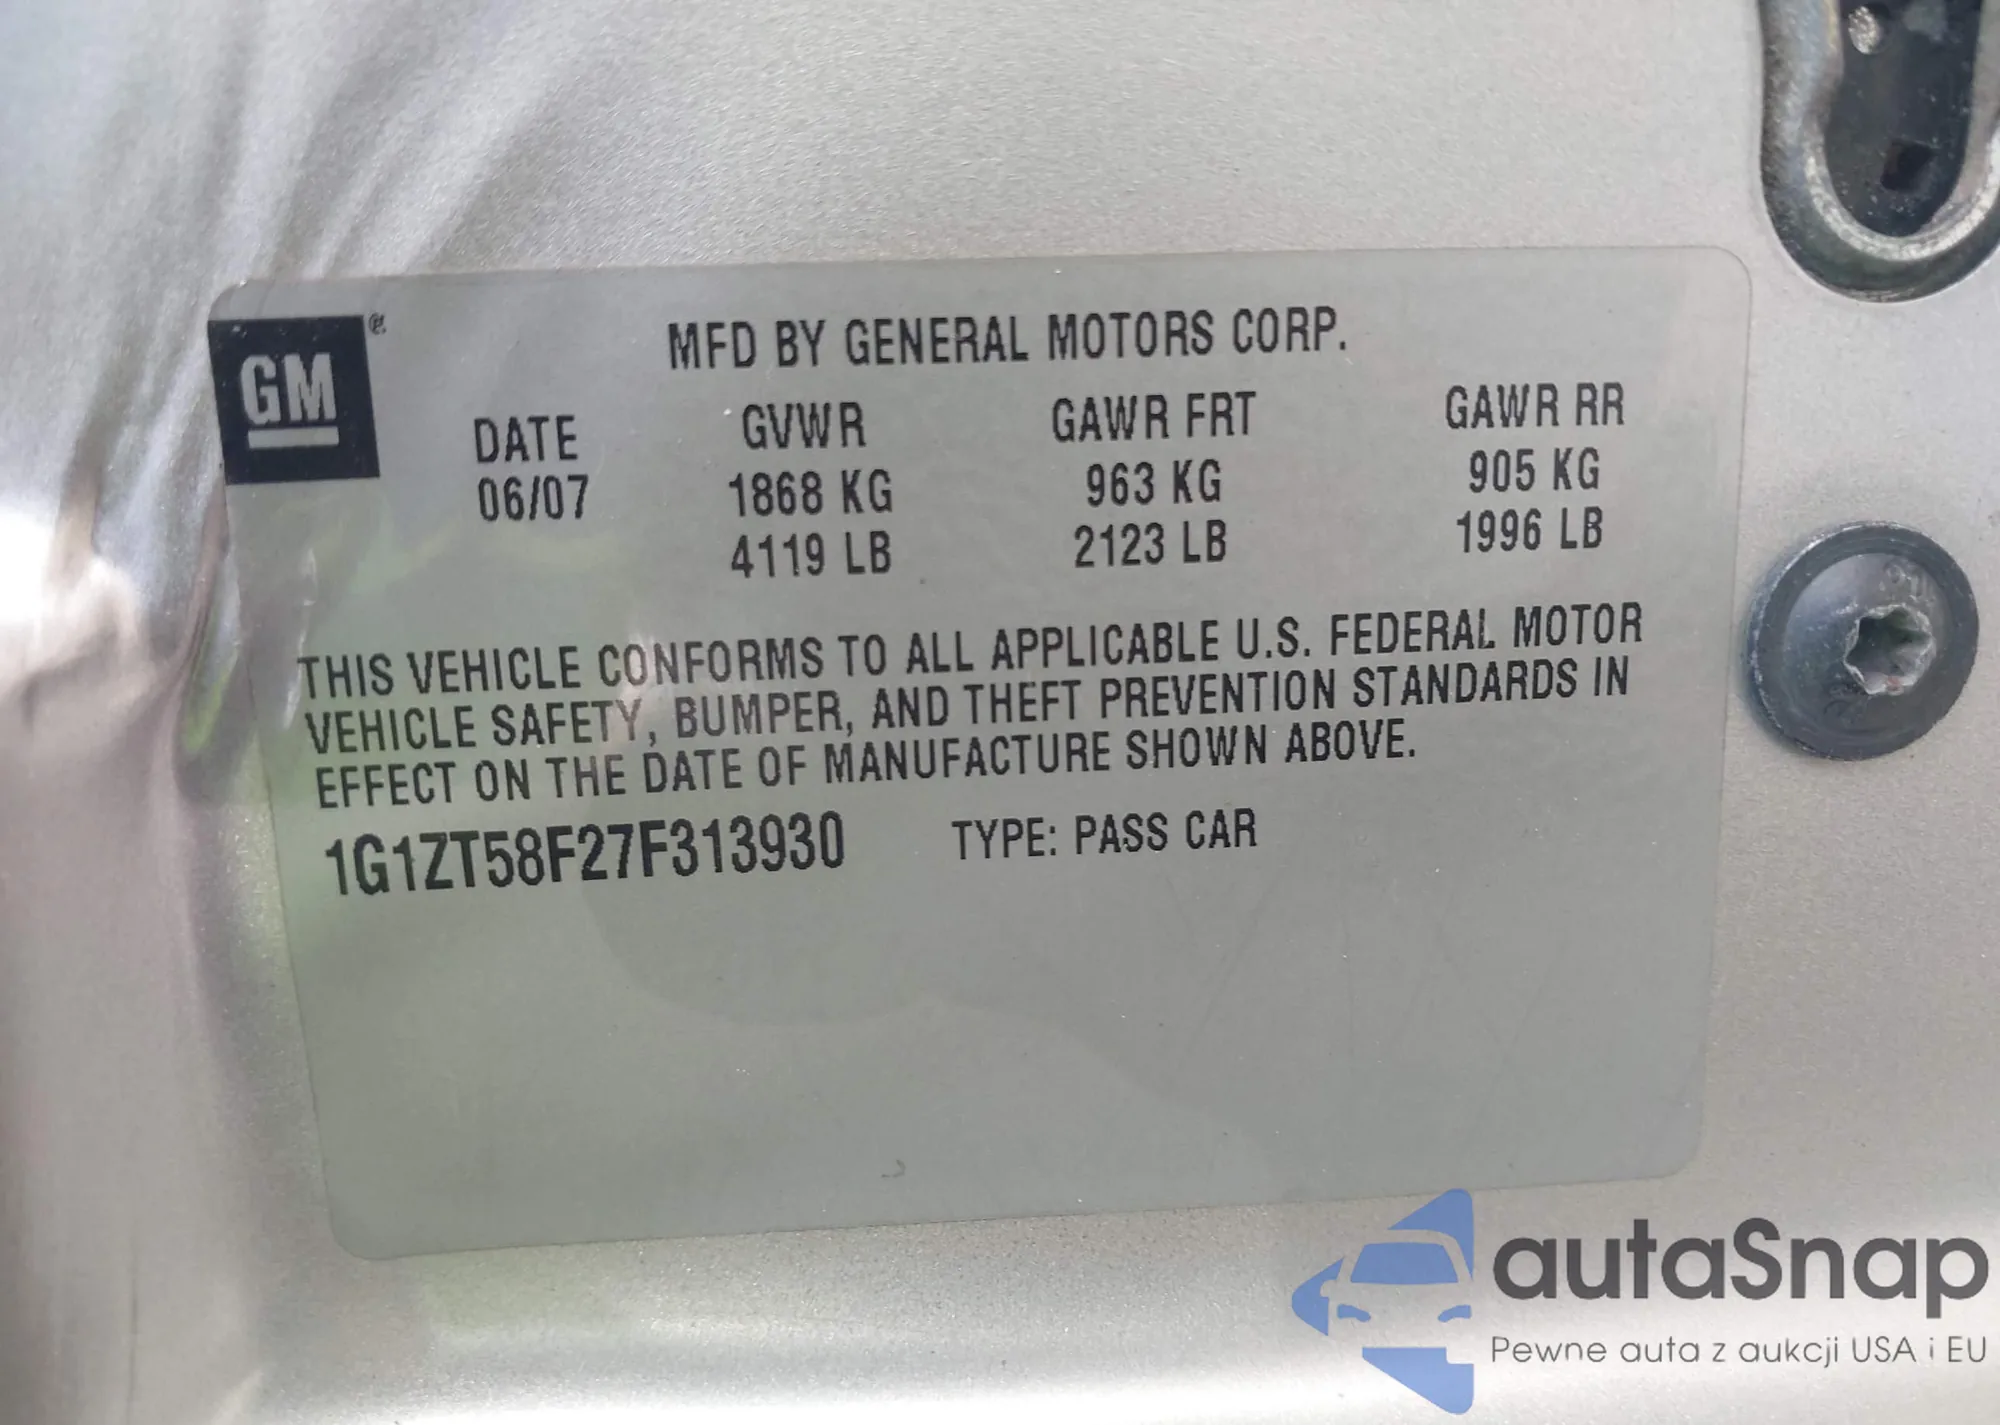 GM
MFD BY GENERAL MOTORS CORP.
DATE GVWR GAWR FRT GAWR RR
06/07 1868 KG 963 KG 905 KG
4119 LB 2123 LB 1996 LB
THIS VEHICLE CONFORMS TO ALL APPLICABLE U.S. FEDERAL MOTOR
VEHICLE SAFETY, BUMPER, AND THEFT PREVENTION STANDARDS IN
EFFECT ON THE DATE OF MANUFACTURE SHOWN ABOVE.
1G1ZT58F27F313930 TYPE: PASS CAR
autaSnap
Pewne auta z aukcji USA i EU